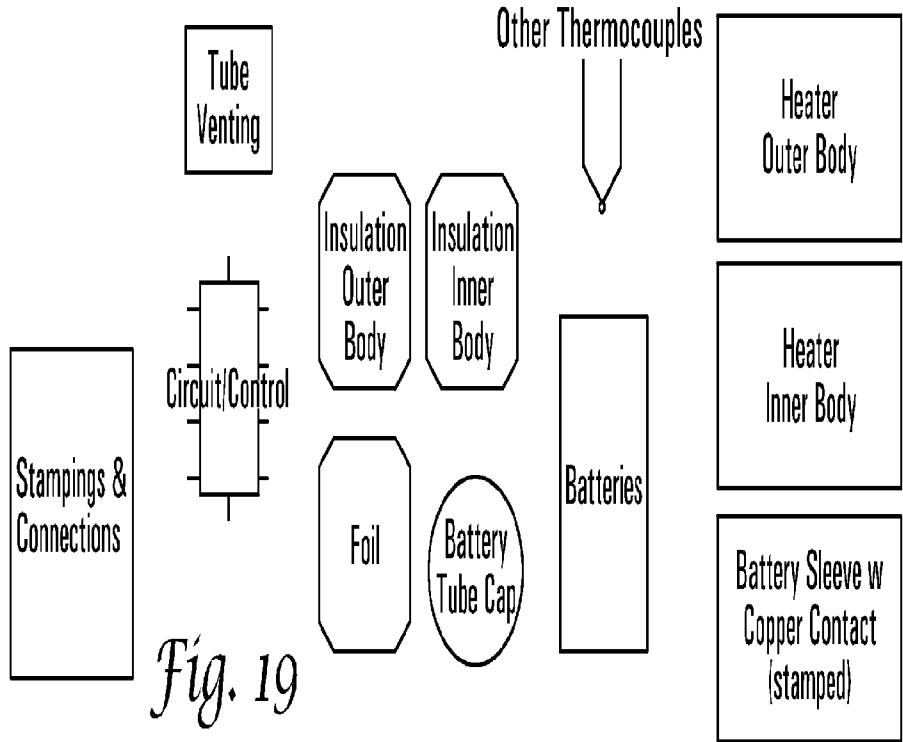 Other Thermocouples
Tube
Venting
Heater
Outer Body
Insulation
Outer
Body
Insulation
Inner
Body
Circuit/Control
Heater
Inner Body
Stampings &
Connections
Foil
Battery
Tube Cap
Batteries
Battery Sleeve w
Copper Contact
(stamped)
Fig. 19